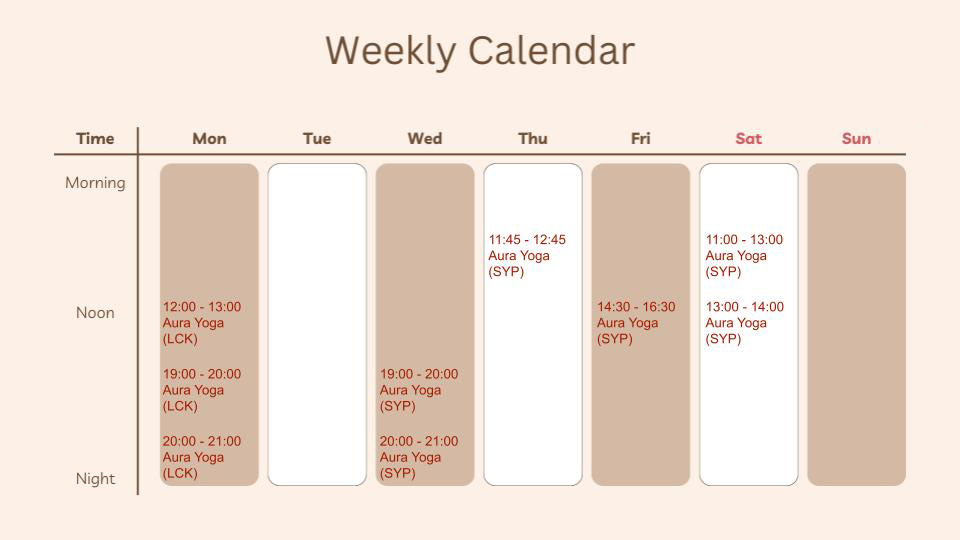 Weekly Calendar
Time Mon Tue Wed Thu Fri Sat Sun
Morning
Noon
Night
12:00 - 13:00
Aura Yoga
(LCK)
19:00 - 20:00
Aura Yoga
(LCK)
20:00 - 21:00
Aura Yoga
(LCK)
19:00 - 20:00
Aura Yoga
(SYP)
20:00 - 21:00
Aura Yoga
(SYP)
11:45 - 12:45
Aura Yoga
(SYP)
14:30 - 16:30
Aura Yoga
(SYP)
11:00 - 13:00
Aura Yoga
(SYP)
13:00 - 14:00
Aura Yoga
(SYP)